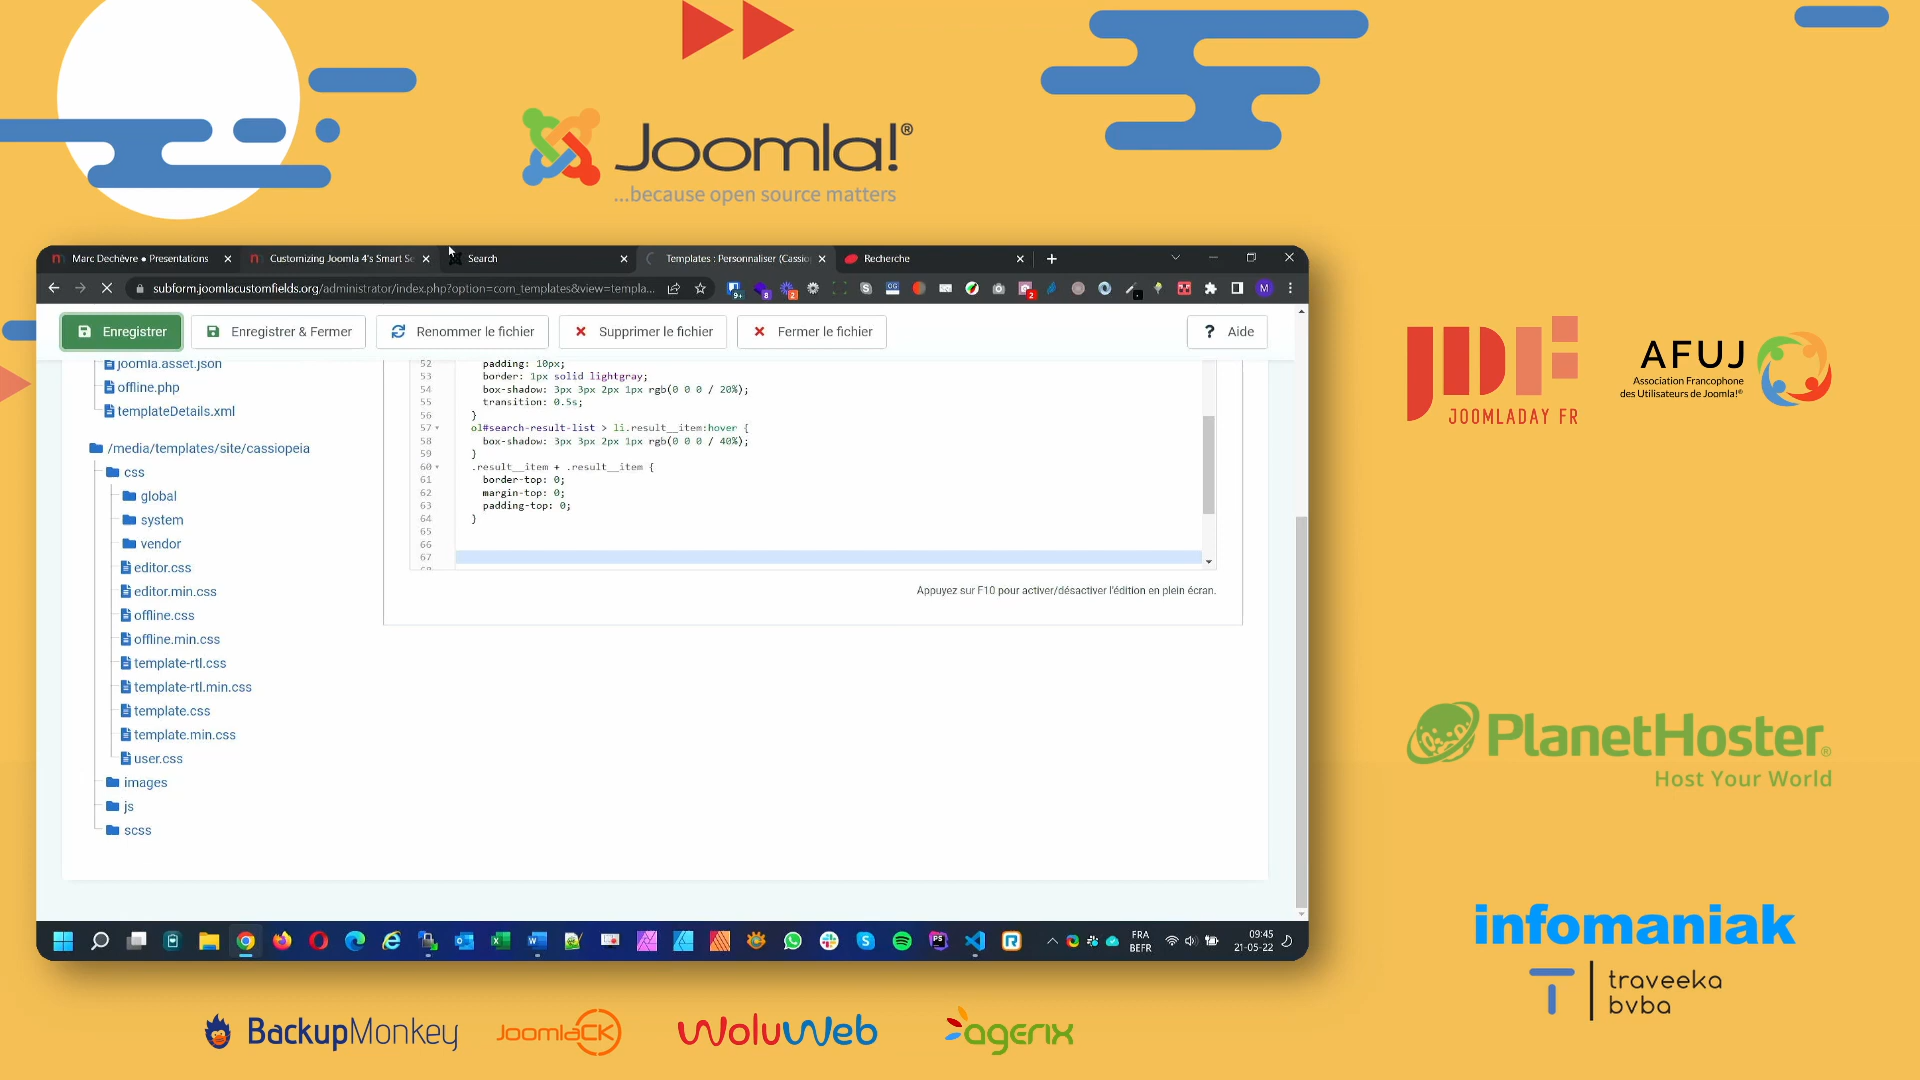 Joomla!®
...because open source matters
Marc Dechèvre • Presentations
Customizing Joomla 4's Smart Se
Search
Templates : Personnaliser (Cassio
Recherche
subform.joomlacustomfields.org/administrator/index.php?option=com_templates&view=templa...
Enregistrer
Enregistrer & Fermer
Renommer le fichier
Supprimer le fichier
Fermer le fichier
? Aide
joomla.asset.json
offline.php
templateDetails.xml
/media/templates/site/cassiopeia
css
global
system
vendor
editor.css
editor.min.css
offline.css
offline.min.css
template-rtl.css
template-rtl.min.css
template.css
template.min.css
user.css
images
js
scss
52 padding: 10px;
53 border: 1px solid lightgray;
54 box-shadow: 3px 3px 2px 1px rgb(0 0 0 / 20%);
55 transition: 0.5s;
56 }
57 ol#search-result-list > li.result__item:hover {
58 box-shadow: 3px 3px 2px 1px rgb(0 0 0 / 40%);
59 }
60 .result__item + .result__item {
61 border-top: 0;
62 margin-top: 0;
63 padding-top: 0;
64 }
65
66
67
Appuyez sur F10 pour activer/désactiver l'édition en plein écran.
FRA
BEFR
09:45
21-05-22
JDF
JOOMLADAY FR
AFUJ
Association Francophone
des Utilisateurs de Joomla!®
PlanetHoster®
Host Your World
infomaniak
traveeka
bvba
BackupMonkey
JoomlaCK
WoluWeb
agerix